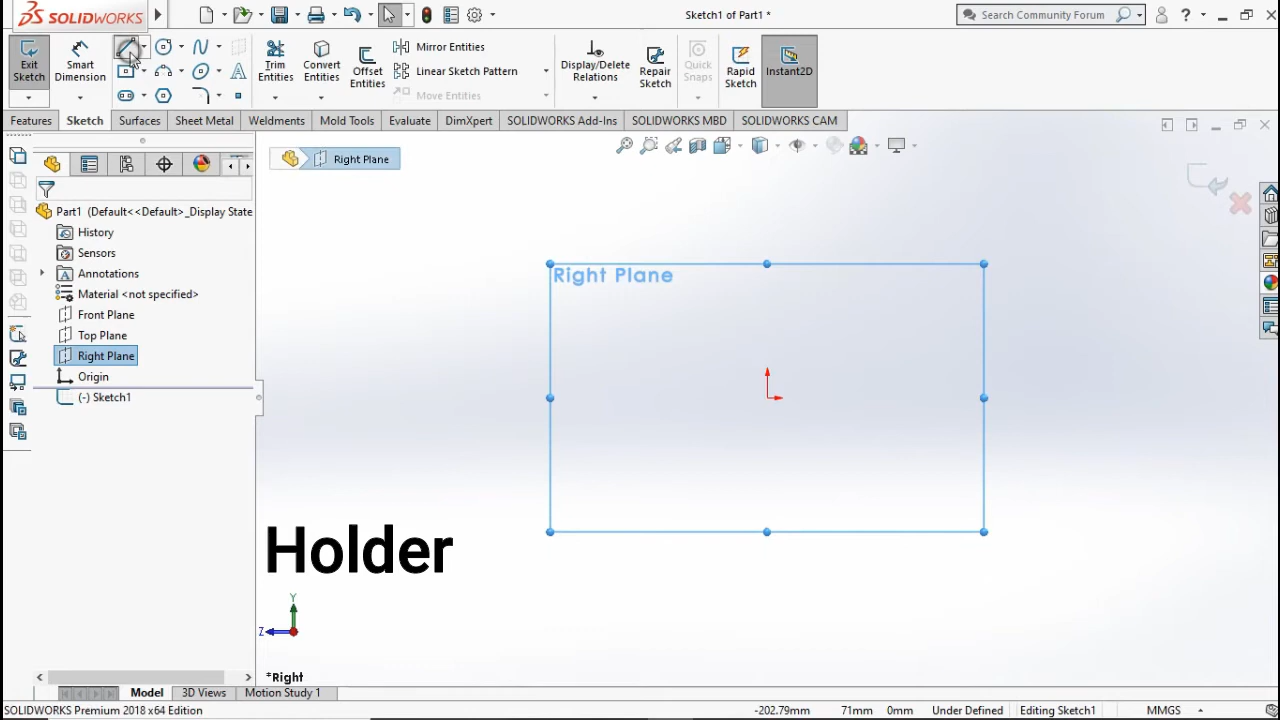 SOLIDWORKS
Sketch1 of Part1 *
Search Community Forum
?
Exit Sketch
Smart Dimension
Trim Entities
Convert Entities
Offset Entities
Mirror Entities
Linear Sketch Pattern
Move Entities
Display/Delete Relations
Repair Sketch
Quick Snaps
Rapid Sketch
Instant2D
Features
Sketch
Surfaces
Sheet Metal
Weldments
Mold Tools
Evaluate
DimXpert
SOLIDWORKS Add-Ins
SOLIDWORKS MBD
SOLIDWORKS CAM
Right Plane
Part1 (Default<<Default>_Display State
History
Sensors
Annotations
Material <not specified>
Front Plane
Top Plane
Right Plane
Origin
(-) Sketch1
Right Plane
Holder
Y
Z
*Right
Model
3D Views
Motion Study 1
SOLIDWORKS Premium 2018 x64 Edition
-202.79mm
71mm
0mm
Under Defined
Editing Sketch1
MMGS